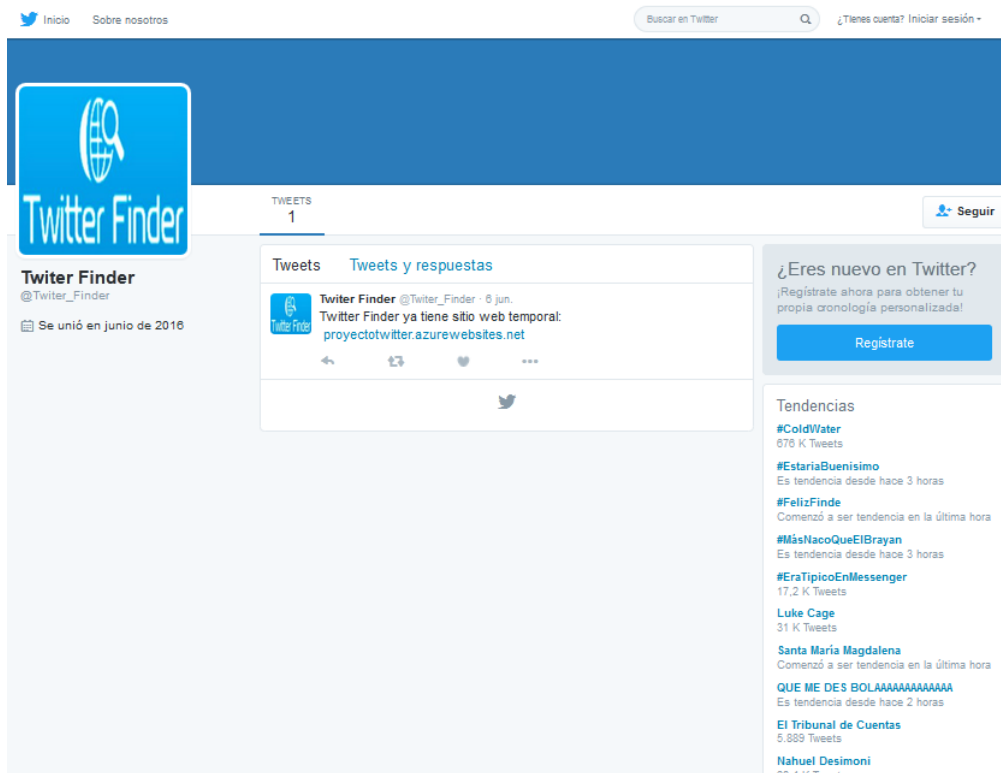 Inicio Sobre nosotros Buscar en Twitter ¿Tienes cuenta? Iniciar sesión
Twitter Finder
TWEETS
1
Seguir
Twiter Finder
@Twiter_Finder
Se unió en junio de 2016
Tweets Tweets y respuestas
Twitter Finder
Twiter Finder @Twiter_Finder · 6 jun.
Twitter Finder ya tiene sitio web temporal:
proyectotwitter.azurewebsites.net
¿Eres nuevo en Twitter?
¡Regístrate ahora para obtener tu
propia cronología personalizada!
Regístrate
Tendencias
#ColdWater
676 K Tweets
#EstariaBuenisimo
Es tendencia desde hace 3 horas
#FelizFinde
Comenzó a ser tendencia en la última hora
#MásNacoQueElBrayan
Es tendencia desde hace 3 horas
#EraTipicoEnMessenger
17,2 K Tweets
Luke Cage
31 K Tweets
Santa María Magdalena
Comenzó a ser tendencia en la última hora
QUE ME DES BOLAAAAAAAAAAAAA
Es tendencia desde hace 2 horas
El Tribunal de Cuentas
5.889 Tweets
Nahuel Desimoni